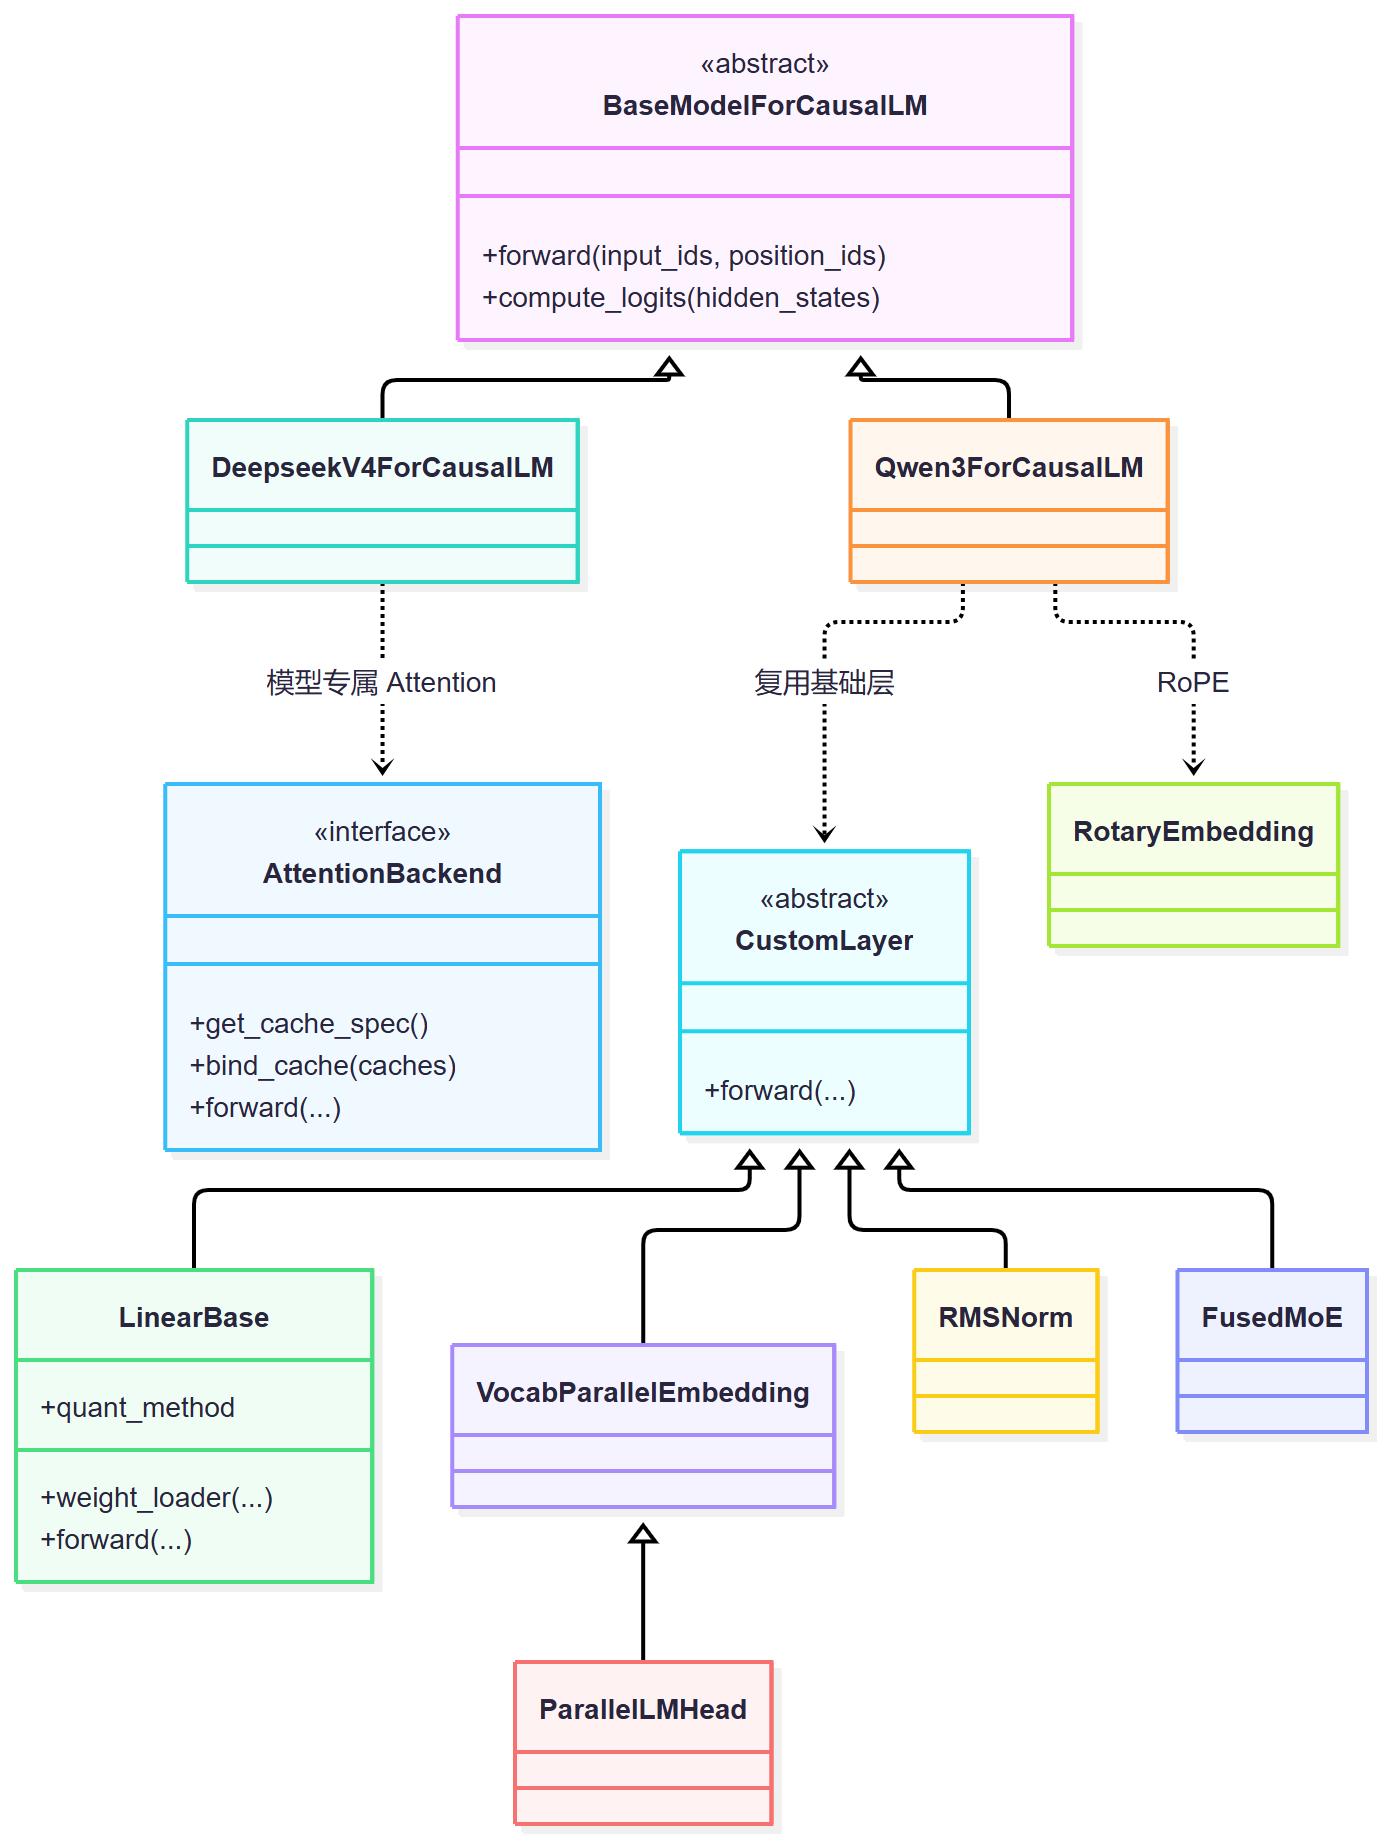 «abstract»
BaseModelForCausalLM
+forward(input_ids, position_ids)
+compute_logits(hidden_states)
DeepseekV4ForCausalLM
Qwen3ForCausalLM
模型专属 Attention
复用基础层
RoPE
«interface»
AttentionBackend
+get_cache_spec()
+bind_cache(caches)
+forward(...)
«abstract»
CustomLayer
+forward(...)
RotaryEmbedding
LinearBase
+quant_method
+weight_loader(...)
+forward(...)
VocabParallelEmbedding
RMSNorm
FusedMoE
ParallelLMHead